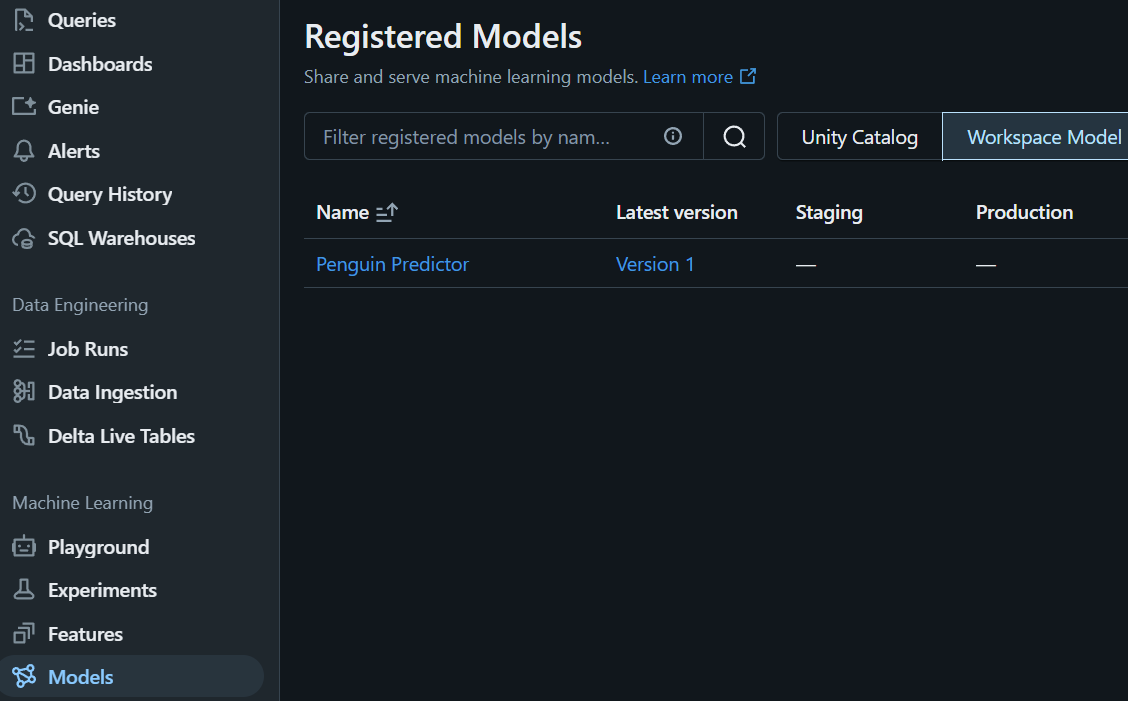 Queries
Dashboards
Genie
Alerts
Query History
SQL Warehouses
Data Engineering
Job Runs
Data Ingestion
Delta Live Tables
Machine Learning
Playground
Experiments
Features
Models
Registered Models
Share and serve machine learning models. Learn more
Filter registered models by nam...
Unity Catalog
Workspace Model
Name Latest version Staging Production
Penguin Predictor Version 1 — —